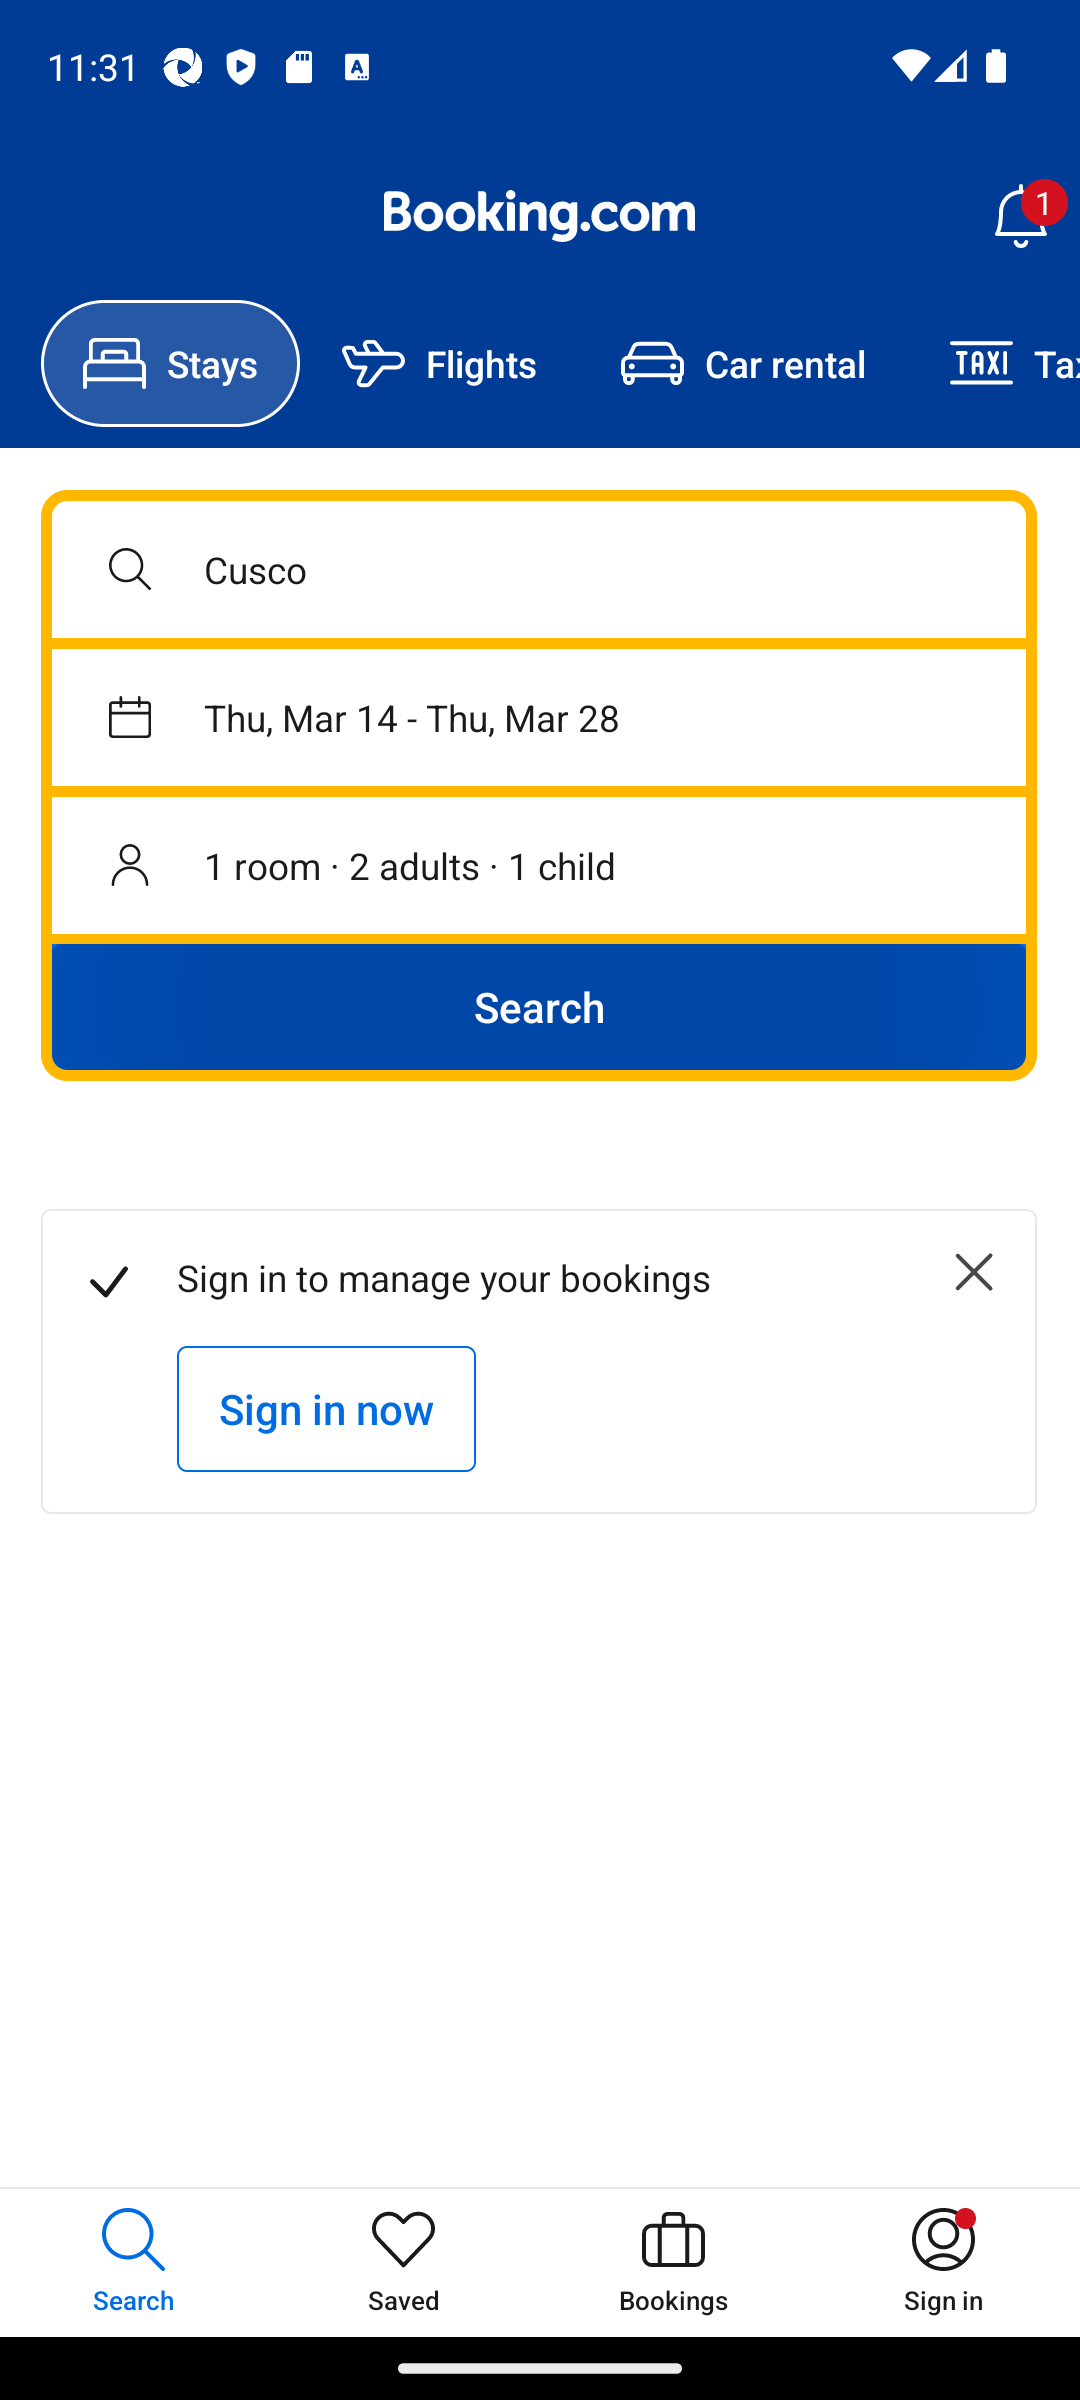 11:31
Booking.com
1
Stays
Flights
Car rental
TAXI
Cusco
Thu, Mar 14 - Thu, Mar 28
1 room · 2 adults · 1 child
Search
Sign in to manage your bookings
Sign in now
Search
Saved
Bookings
Sign in